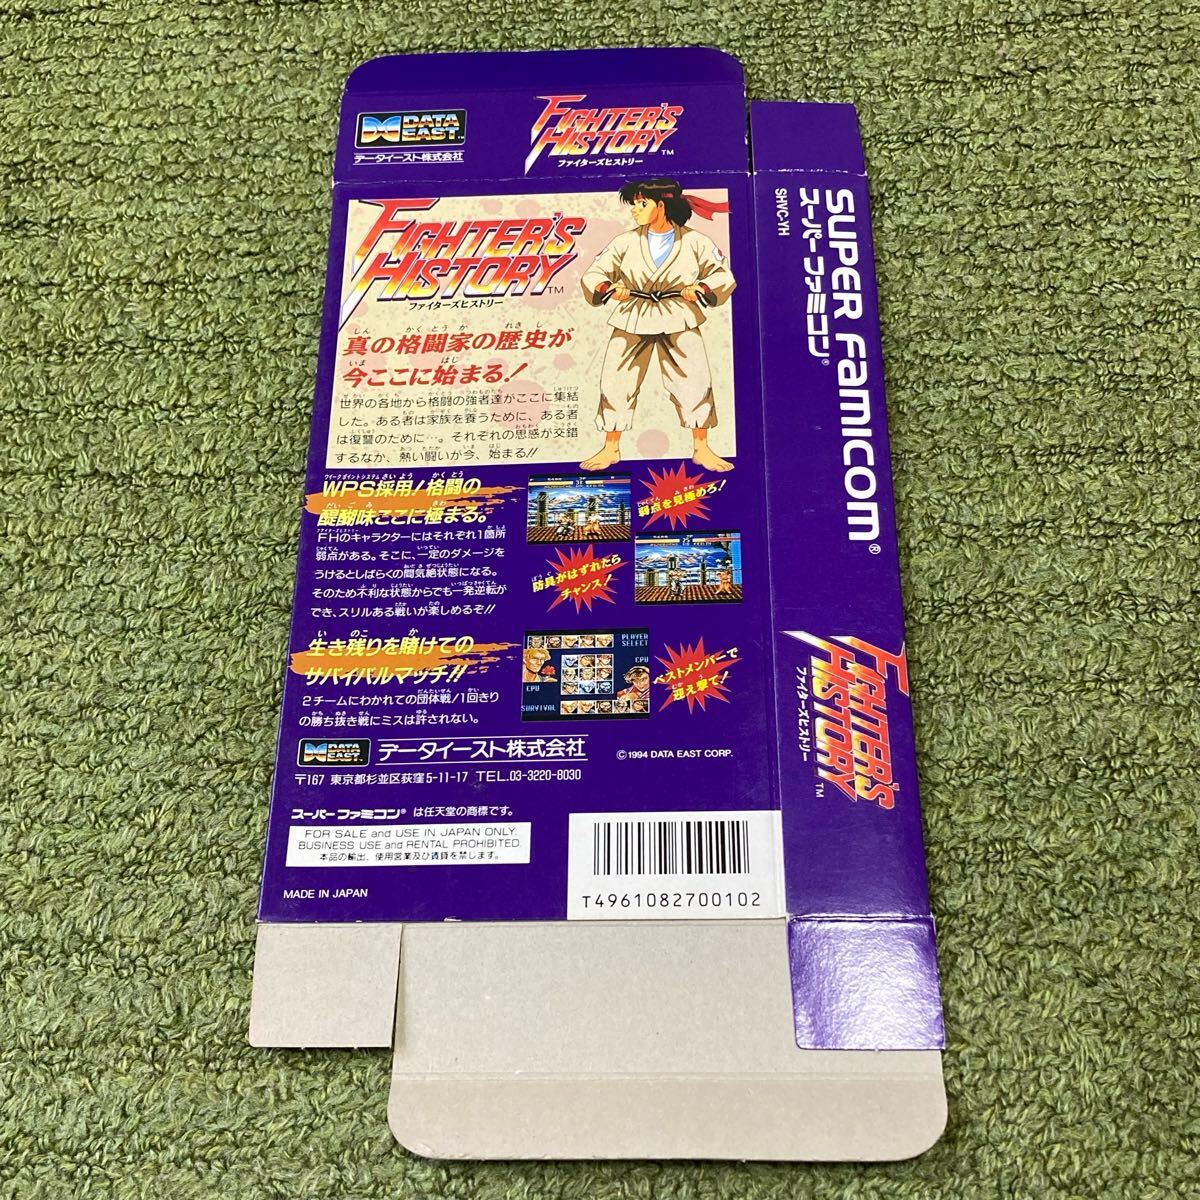 DATA
EAST™
データイースト株式会社
FIGHTER'S
HISTORY™
ファイターズヒストリー
FIGHTER'S
HISTORY™
ファイターズヒストリー
真の格闘家の歴史が
今ここに始まる!
世界の各地から格闘の強者達がここに集結
した。ある者は家族を養うために、ある者
は復讐のために…。それぞれの思惑が交錯
するなか、熱い闘いが今、始まる!!
WPS採用!格闘の
醍醐味ここに極まる。
FHのキャラクターにはそれぞれ1箇所
弱点がある。そこに、一定のダメージを
うけるとしばらくの間気絶状態になる。
そのため不利な状態からでも一発逆転が
でき、スリルある戦いが楽しめるぞ!!
弱点を見極めろ!
防具がはずれたら
チャンス!
生き残りを賭けての
サバイバルマッチ!!
2チームにわかれての団体戦!1回きり
の勝ち抜き戦にミスは許されない。
PLAYER
SELECT
CPU
CPU
SURVIVAL
ベストメンバーで
迎え撃て!
DATA
EAST™
データイースト株式会社
©1994 DATA EAST CORP.
〒167 東京都杉並区荻窪5-11-17 TEL.03-3220-8030
スーパーファミコン® は任天堂の商標です。
FOR SALE and USE IN JAPAN ONLY.
BUSINESS USE and RENTAL PROHIBITED.
本品の輸出、使用営業及び賃貸を禁じます。
MADE IN JAPAN
T4961082700102
SUPER FAMICOM®
スーパーファミコン®
SHVC-YH
FIGHTER'S
HISTORY™
ファイターズヒストリー